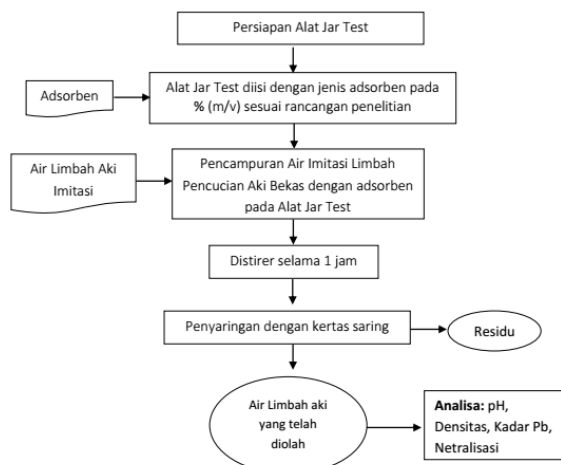 Persiapan Alat Jar Test
Adsorben
Alat Jar Test diisi dengan jenis adsorben pada
% (m/v) sesuai rancangan penelitian
Air Limbah Aki
Imitasi
Pencampuran Air Imitasi Limbah
Pencucian Aki Bekas dengan adsorben
pada Alat Jar Test
Distirer selama 1 jam
Penyaringan dengan kertas saring
Residu
Air Limbah aki
yang telah
diolah
Analisa: pH,
Densitas, Kadar Pb,
Netralisasi